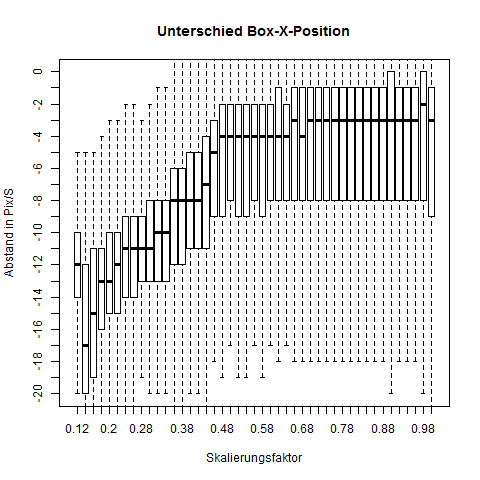 Unterschied Box-X-Position
Abstand in Pix/S
0
-2
-4
-6
-8
-10
-12
-14
-16
-18
-20
0.12 0.2 0.28 0.38 0.48 0.58 0.68 0.78 0.88 0.98
Skalierungsfaktor